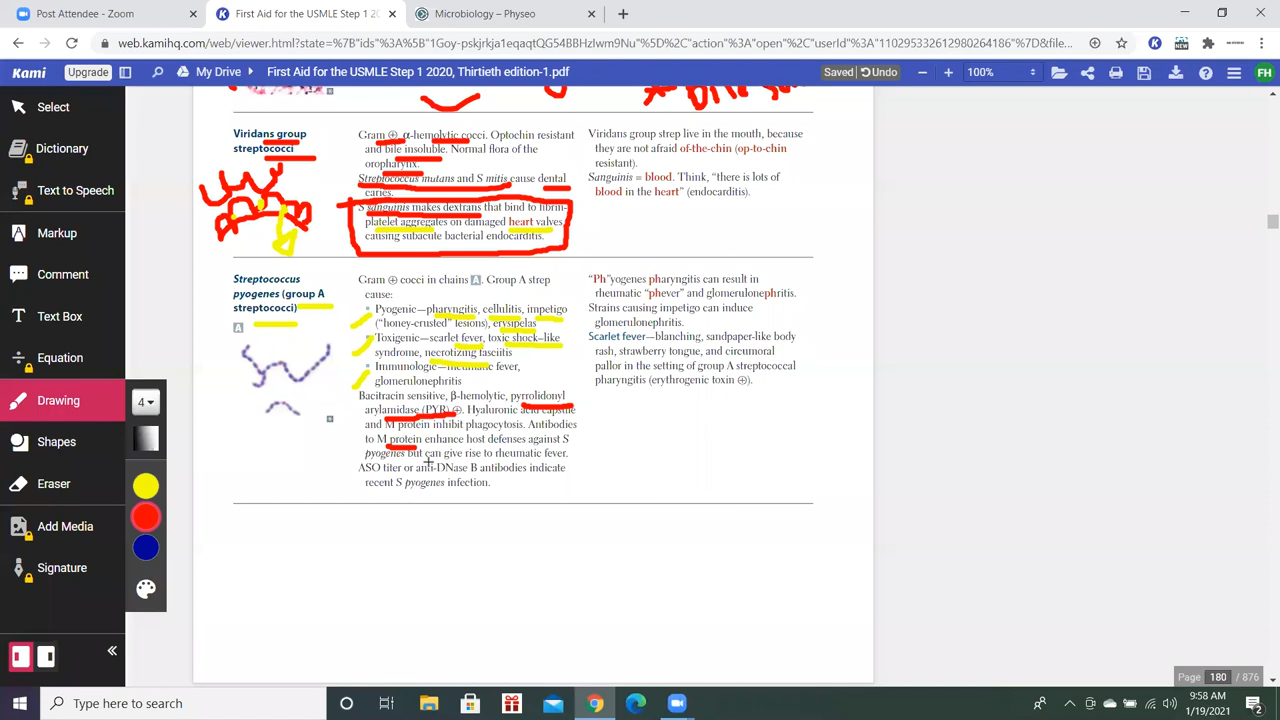 Post Attendee - Zoom
First Aid for the USMLE Step 1 20
Microbiology – Physeo
web.kamihq.com/web/viewer.html?state=%7B"ids"%3A%5B"1Goy-pskjrkja1eqaqtQG54BBHzIwm9Nu"%5D%2C"action"%3A"open"%2C"userId"%3A"110295332612980264186"%7D&file...
Kami
Upgrade
My Drive
First Aid for the USMLE Step 1 2020, Thirtieth edition-1.pdf
Saved
Undo
100%
FH
Select
Dictionary
Text to Speech
Markup
Comment
Text Box
Equation
Drawing
Shapes
Eraser
Add Media
Signature
4
Viridans group
streptococci
Gram ⊕, α-hemolytic cocci. Optochin resistant
and bile insoluble. Normal flora of the
oropharynx.
Streptococcus mutans and S mitis cause dental
caries.
S sanguinis makes dextrans that bind to fibrin-
platelet aggregates on damaged heart valves,
causing subacute bacterial endocarditis.
Viridans group strep live in the mouth, because
they are not afraid of-the-chin (op-to-chin
resistant).
Sanguinis = blood. Think, “there is lots of
blood in the heart” (endocarditis).
Streptococcus
pyogenes (group A
streptococci)
A
Gram ⊕ cocci in chains A. Group A strep
cause:
▪ Pyogenic—pharyngitis, cellulitis, impetigo
(“honey-crusted” lesions), erysipelas
▪ Toxigenic—scarlet fever, toxic shock–like
syndrome, necrotizing fasciitis
▪ Immunologic—rheumatic fever,
glomerulonephritis
Bacitracin sensitive, β-hemolytic, pyrrolidonyl
arylamidase (PYR) ⊕. Hyaluronic acid capsule
and M protein inhibit phagocytosis. Antibodies
to M protein enhance host defenses against S
pyogenes but can give rise to rheumatic fever.
ASO titer or anti-DNase B antibodies indicate
recent S pyogenes infection.
“Ph”yogenes pharyngitis can result in
rheumatic “phever” and glomerulonephritis.
Strains causing impetigo can induce
glomerulonephritis.
Scarlet fever—blanching, sandpaper-like body
rash, strawberry tongue, and circumoral
pallor in the setting of group A streptococcal
pharyngitis (erythrogenic toxin ⊕).
Page 180 / 876
Type here to search
9:58 AM
1/19/2021
2